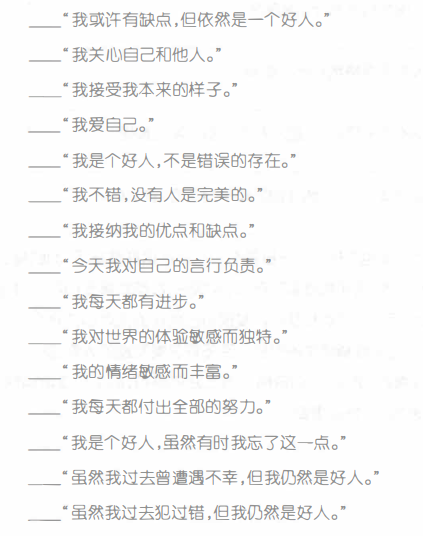 ____“我或许有缺点,但依然是一个好人。”
____“我关心自己和他人。”
____“我接受我本来的样子。”
____“我爱自己。”
____“我是个好人,不是错误的存在。”
____“我不错,没有人是完美的。”
____“我接纳我的优点和缺点。”
____“今天我对自己的言行负责。”
____“我每天都有进步。”
____“我对世界的体验敏感而独特。”
____“我的情绪敏感而丰富。”
____“我每天都付出全部的努力。”
____“我是个好人,虽然有时我忘了这一点。”
____“虽然我过去曾遭遇不幸,但我仍然是好人。”
____“虽然我过去犯过错,但我仍然是好人。”